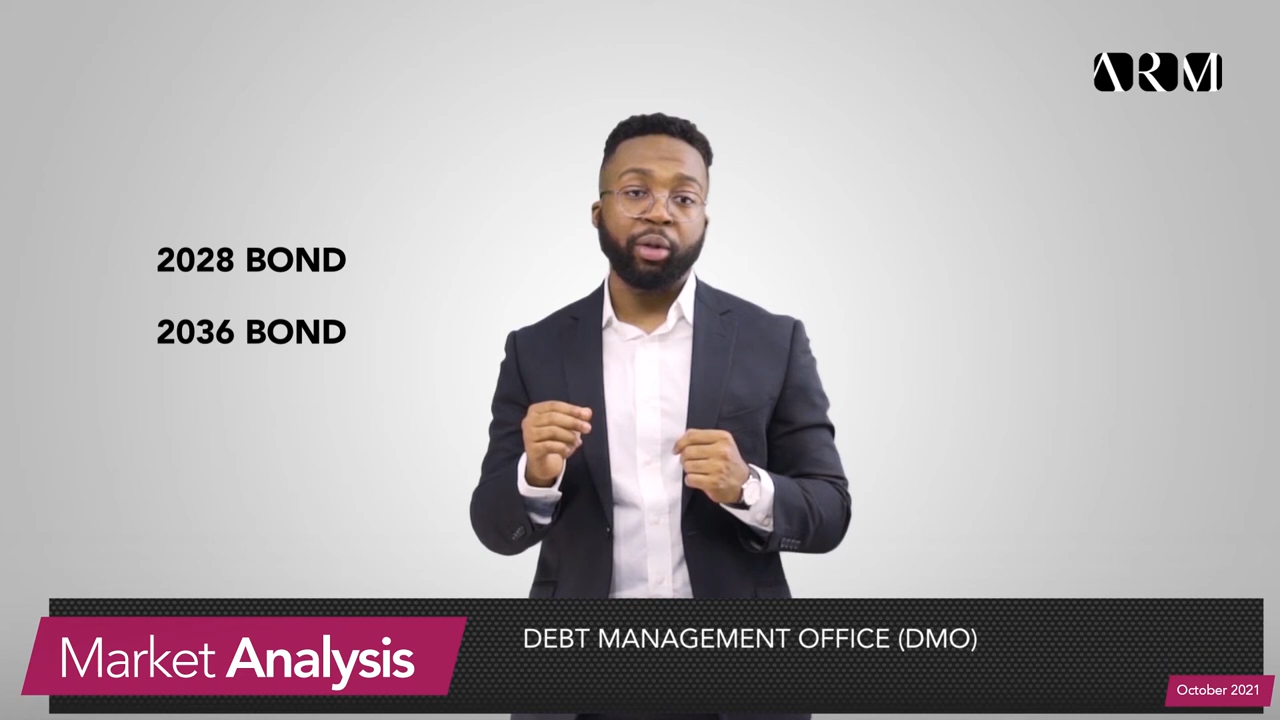 ARM
2028 BOND
2036 BOND
DEBT MANAGEMENT OFFICE (DMO)
Market Analysis
October 2021